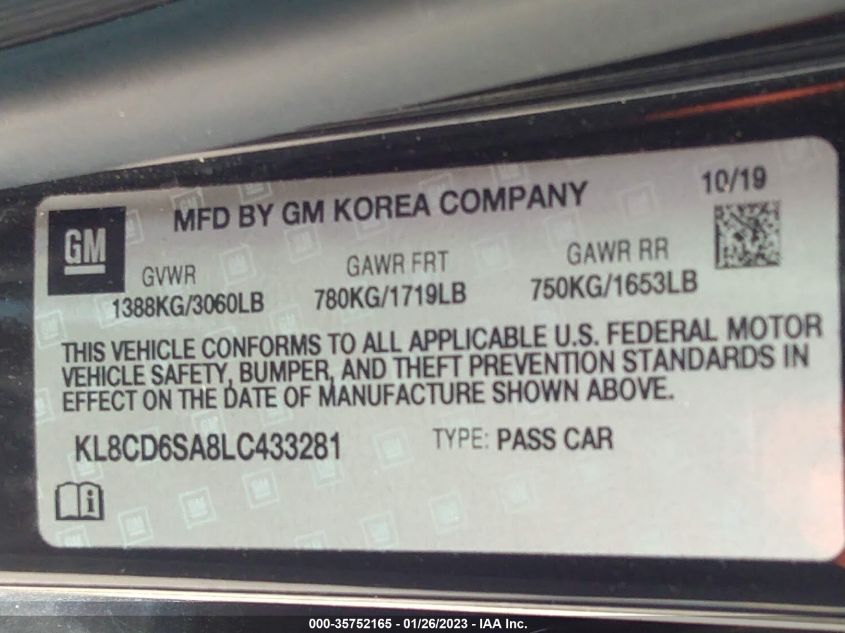 GM
MFD BY GM KOREA COMPANY
10/19
GVWR
GAWR FRT
GAWR RR
1388KG/3060LB
780KG/1719LB
750KG/1653LB
THIS VEHICLE CONFORMS TO ALL APPLICABLE U.S. FEDERAL MOTOR
VEHICLE SAFETY, BUMPER, AND THEFT PREVENTION STANDARDS IN
EFFECT ON THE DATE OF MANUFACTURE SHOWN ABOVE.
KL8CD6SA8LC433281
TYPE: PASS CAR
000-35752165 - 01/26/2023 - IAA Inc.